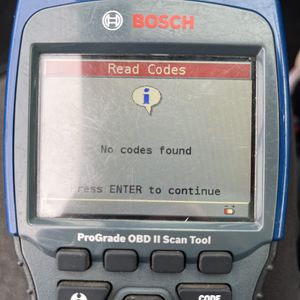 BOSCH
Read Codes
i
No codes found
ress ENTER to continue
ProGrade OBD II Scan Tool
CODE